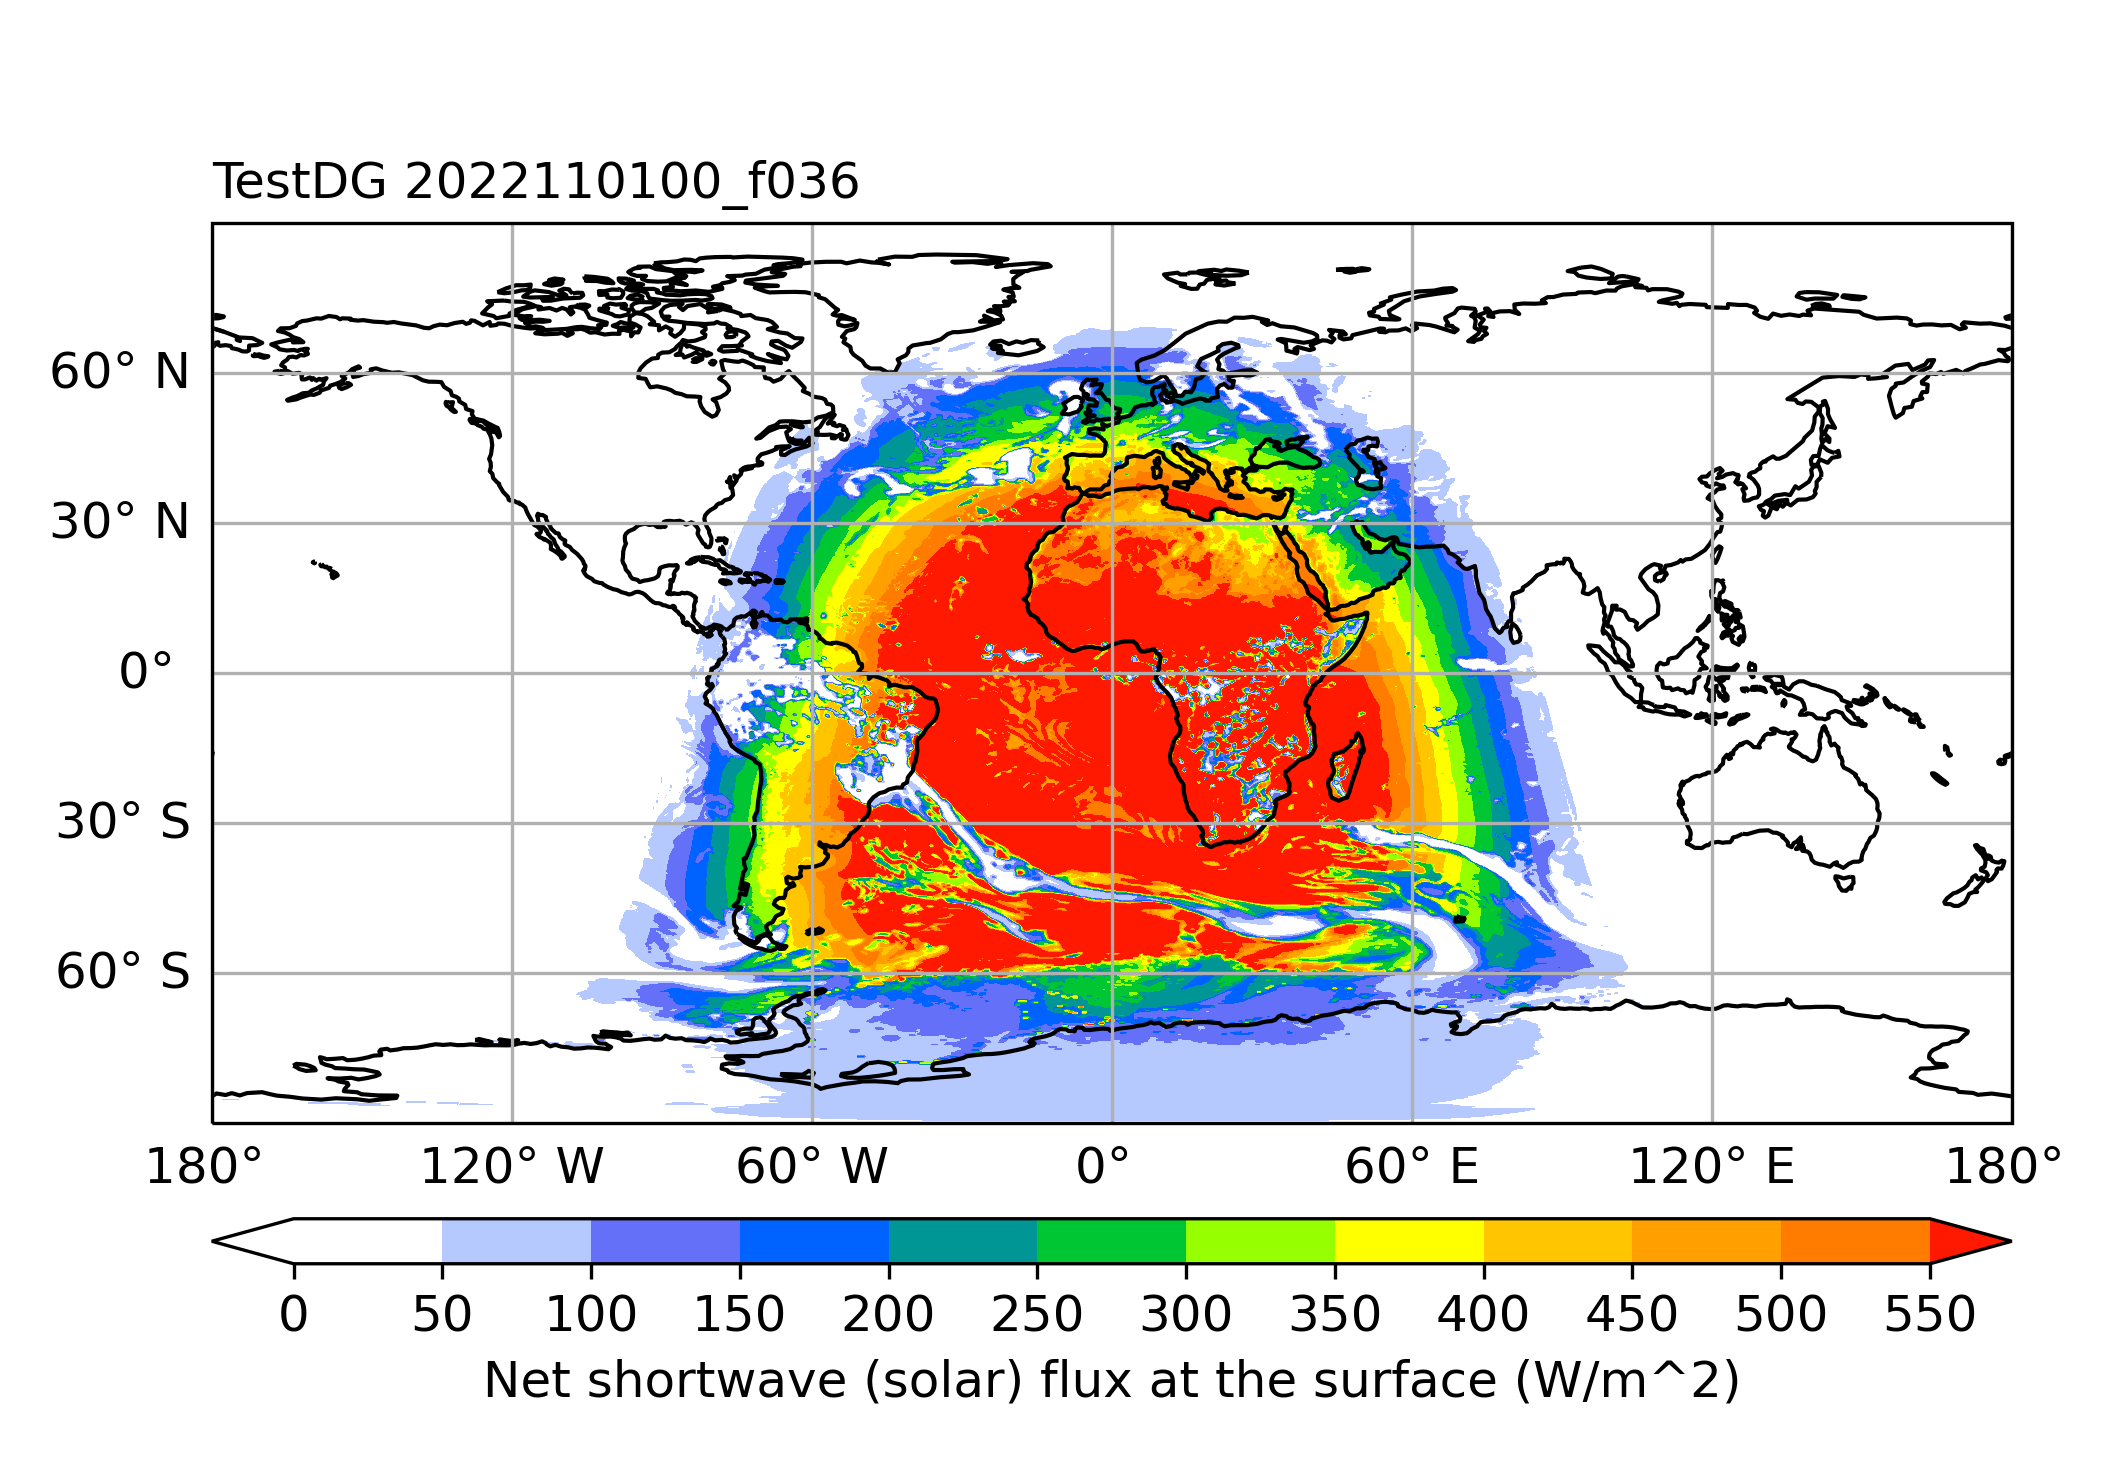 TestDG 2022110100_f036
60° N
30° N
0°
30° S
60° S
180° 120° W 60° W 0° 60° E 120° E 180°
0 50 100 150 200 250 300 350 400 450 500 550
Net shortwave (solar) flux at the surface (W/m^2)